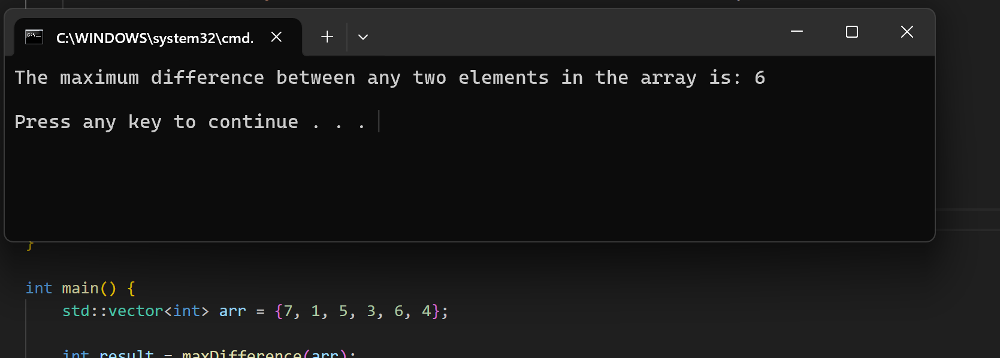 C:\WINDOWS\system32\cmd.
The maximum difference between any two elements in the array is: 6
Press any key to continue . . .
}
int main() {
std::vector<int> arr = {7, 1, 5, 3, 6, 4};
int result = maxDifference(arr);